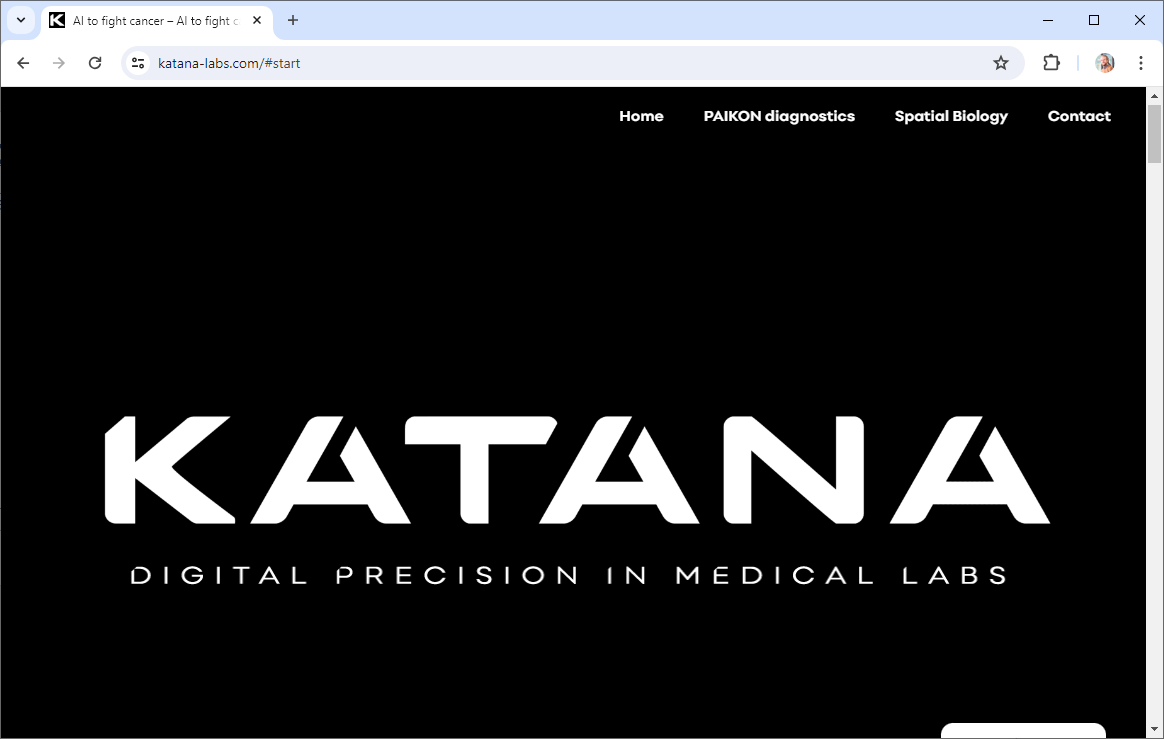 AI to fight cancer – AI to fight c
katana-labs.com/#start
Home PAIKON diagnostics Spatial Biology Contact
KATANA
DIGITAL PRECISION IN MEDICAL LABS